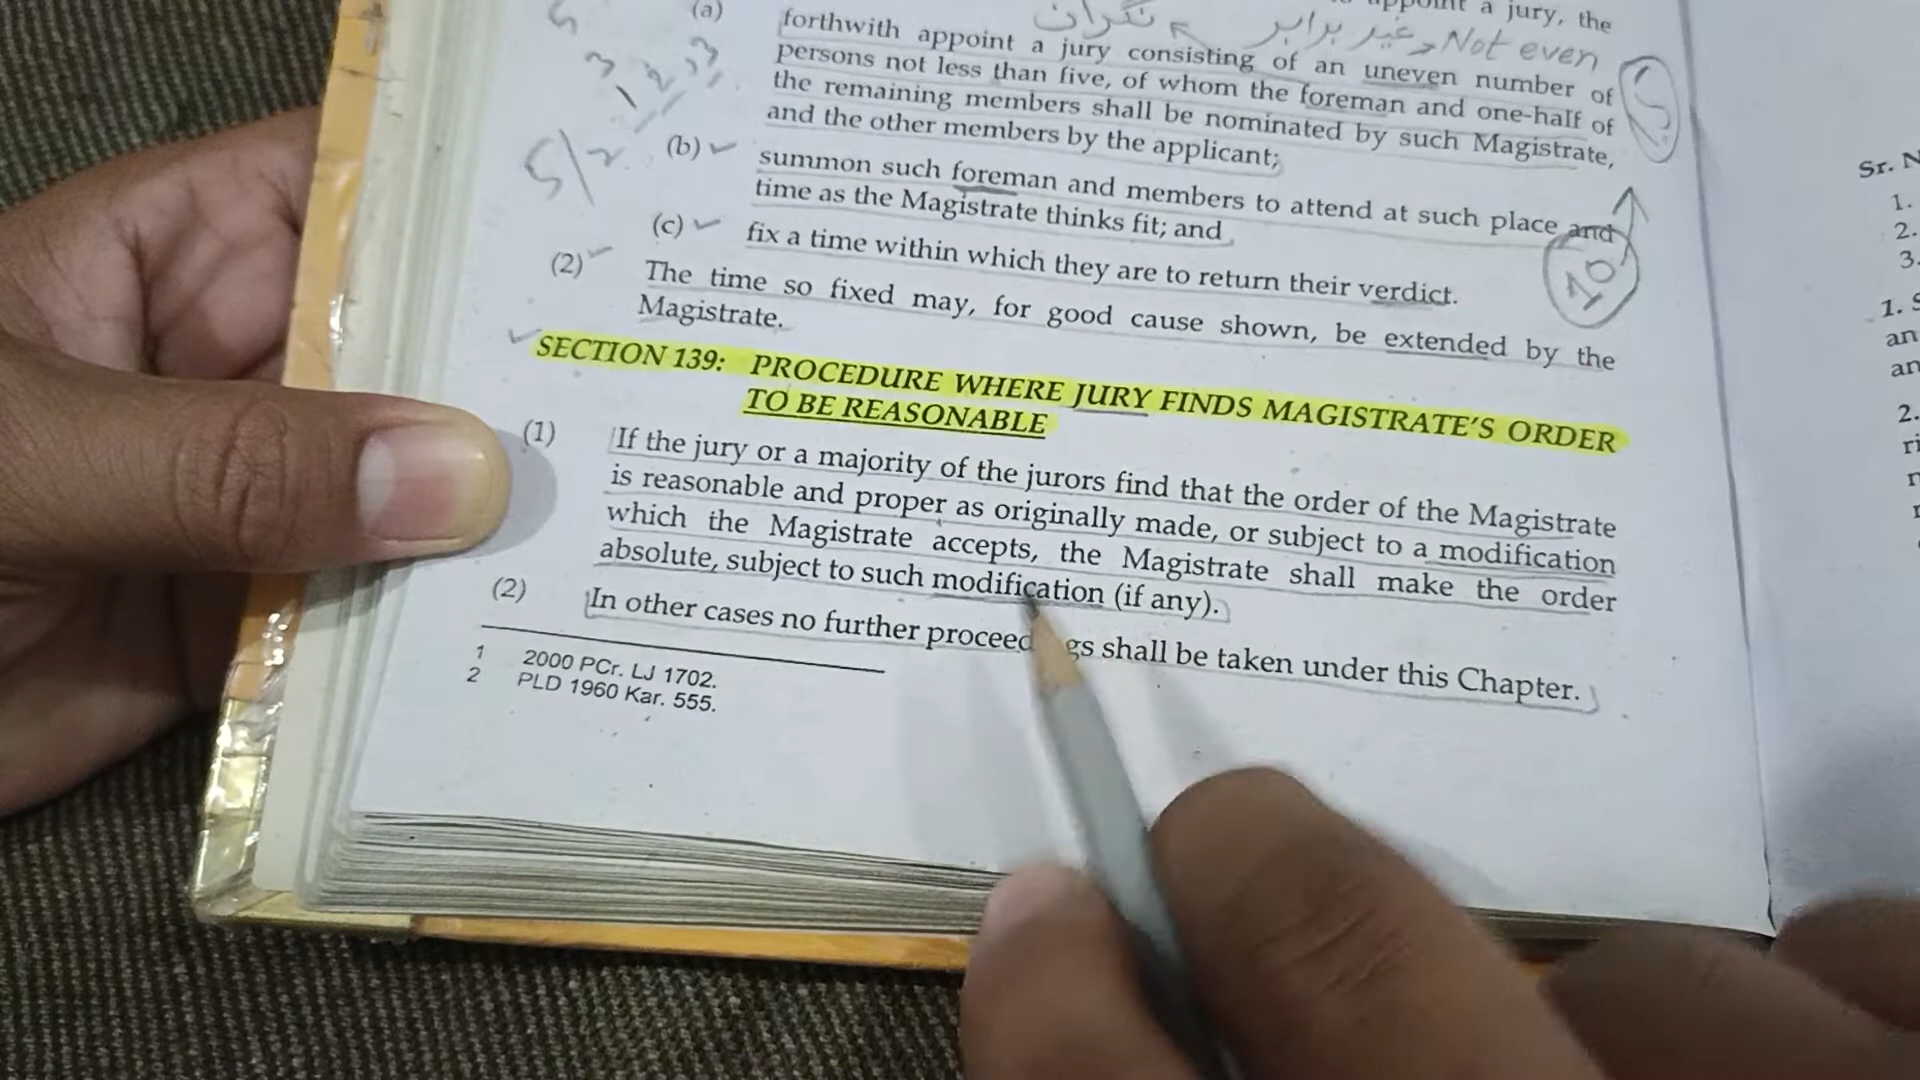 appoint a jury, the
(a) forthwith appoint a jury consisting of an uneven number of
نگران غیر برابر Not even
persons not less than five, of whom the foreman and one-half of
the remaining members shall be nominated by such Magistrate,
and the other members by the applicant;
5/2
(b) summon such foreman and members to attend at such place and
time as the Magistrate thinks fit; and
(c) fix a time within which they are to return their verdict.
10
(2) The time so fixed may, for good cause shown, be extended by the
Magistrate.
SECTION 139: PROCEDURE WHERE JURY FINDS MAGISTRATE'S ORDER
TO BE REASONABLE
(1) If the jury or a majority of the jurors find that the order of the Magistrate
is reasonable and proper as originally made, or subject to a modification
which the Magistrate accepts, the Magistrate shall make the order
absolute, subject to such modification (if any).
(2) In other cases no further proceed gs shall be taken under this Chapter.
1 2000 PCr. LJ 1702.
2 PLD 1960 Kar. 555.
Sr. N
1.
2.
3.
1. S
an
an
2.
ri